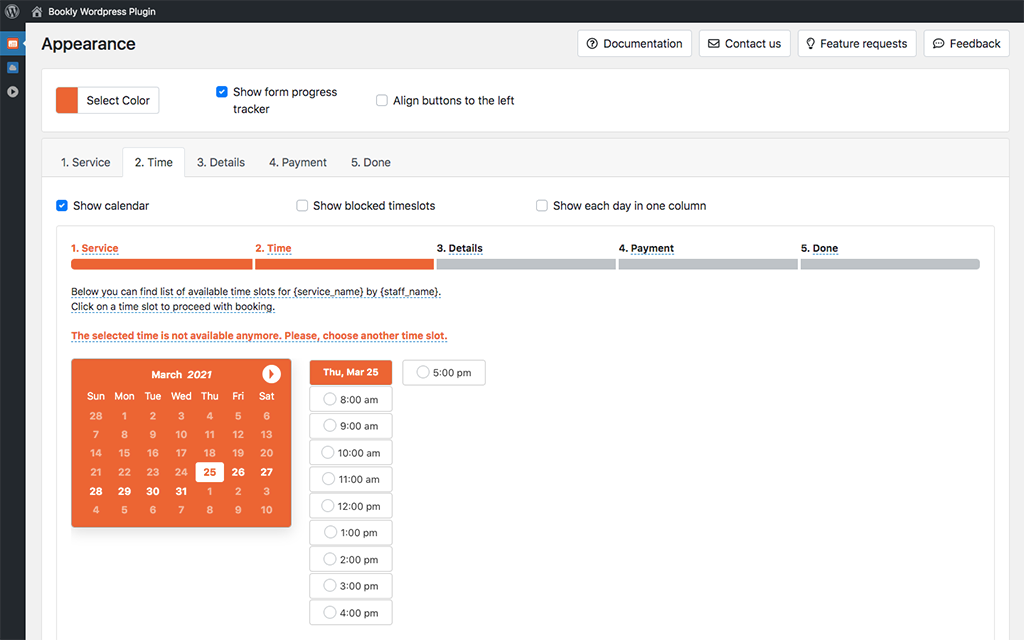 Bookly Wordpress Plugin
Appearance
Documentation
Contact us
Feature requests
Feedback
Select Color
Show form progress
tracker
Align buttons to the left
1. Service
2. Time
3. Details
4. Payment
5. Done
Show calendar
Show blocked timeslots
Show each day in one column
1. Service
2. Time
3. Details
4. Payment
5. Done
Below you can find list of available time slots for {service_name} by {staff_name}.
Click on a time slot to proceed with booking.
The selected time is not available anymore. Please, choose another time slot.
March 2021
Sun Mon Tue Wed Thu Fri Sat
28 1 2 3 4 5 6
7 8 9 10 11 12 13
14 15 16 17 18 19 20
21 22 23 24 25 26 27
28 29 30 31 1 2 3
4 5 6 7 8 9 10
Thu, Mar 25
8:00 am
9:00 am
10:00 am
11:00 am
12:00 pm
1:00 pm
2:00 pm
3:00 pm
4:00 pm
5:00 pm